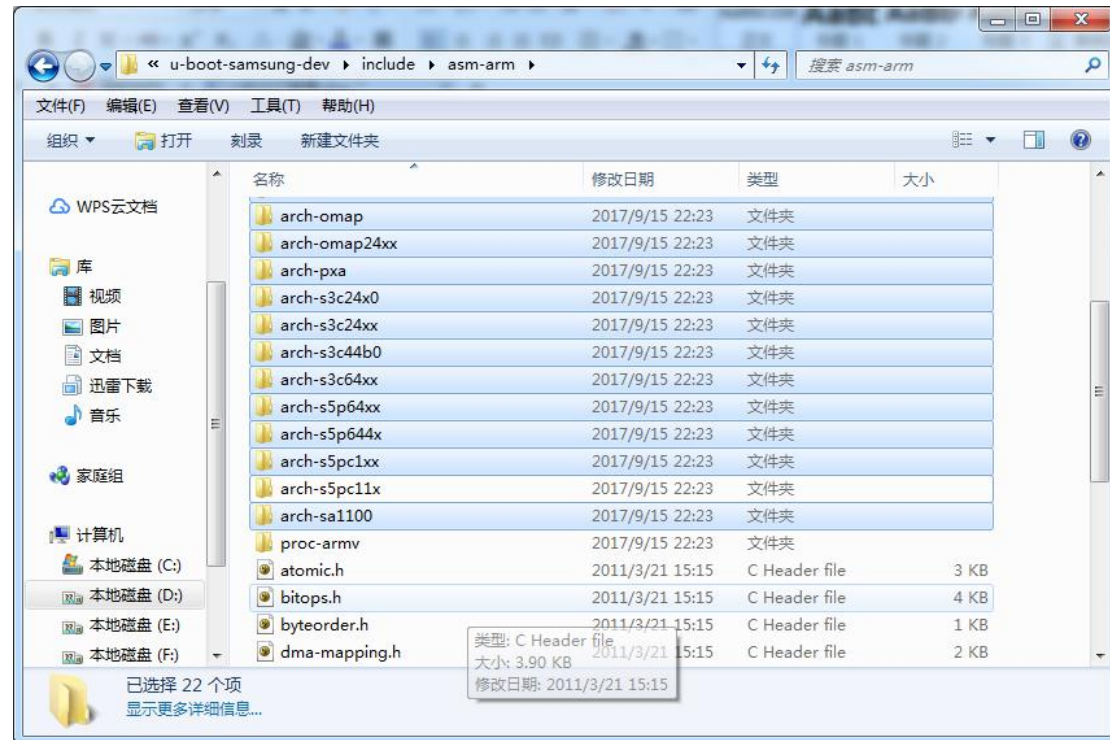 « u-boot-samsung-dev ▸ include ▸ asm-arm ▸ 搜索 asm-arm
文件(F) 编辑(E) 查看(V) 工具(T) 帮助(H)
组织 打开 刻录 新建文件夹
WPS云文档
库
视频
图片
文档
迅雷下载
音乐
家庭组
计算机
本地磁盘 (C:)
本地磁盘 (D:)
本地磁盘 (E:)
本地磁盘 (F:)
名称 修改日期 类型 大小
arch-omap 2017/9/15 22:23 文件夹
arch-omap24xx 2017/9/15 22:23 文件夹
arch-pxa 2017/9/15 22:23 文件夹
arch-s3c24x0 2017/9/15 22:23 文件夹
arch-s3c24xx 2017/9/15 22:23 文件夹
arch-s3c44b0 2017/9/15 22:23 文件夹
arch-s3c64xx 2017/9/15 22:23 文件夹
arch-s5p64xx 2017/9/15 22:23 文件夹
arch-s5p644x 2017/9/15 22:23 文件夹
arch-s5pc1xx 2017/9/15 22:23 文件夹
arch-s5pc11x 2017/9/15 22:23 文件夹
arch-sa1100 2017/9/15 22:23 文件夹
proc-armv 2017/9/15 22:23 文件夹
atomic.h 2011/3/21 15:15 C Header file 3 KB
bitops.h 2011/3/21 15:15 C Header file 4 KB
byteorder.h 2011/3/21 15:15 C Header file 1 KB
dma-mapping.h 2011/3/21 15:15 C Header file 2 KB
类型: C Header file
大小: 3.90 KB
修改日期: 2011/3/21 15:15
已选择 22 个项
显示更多详细信息...